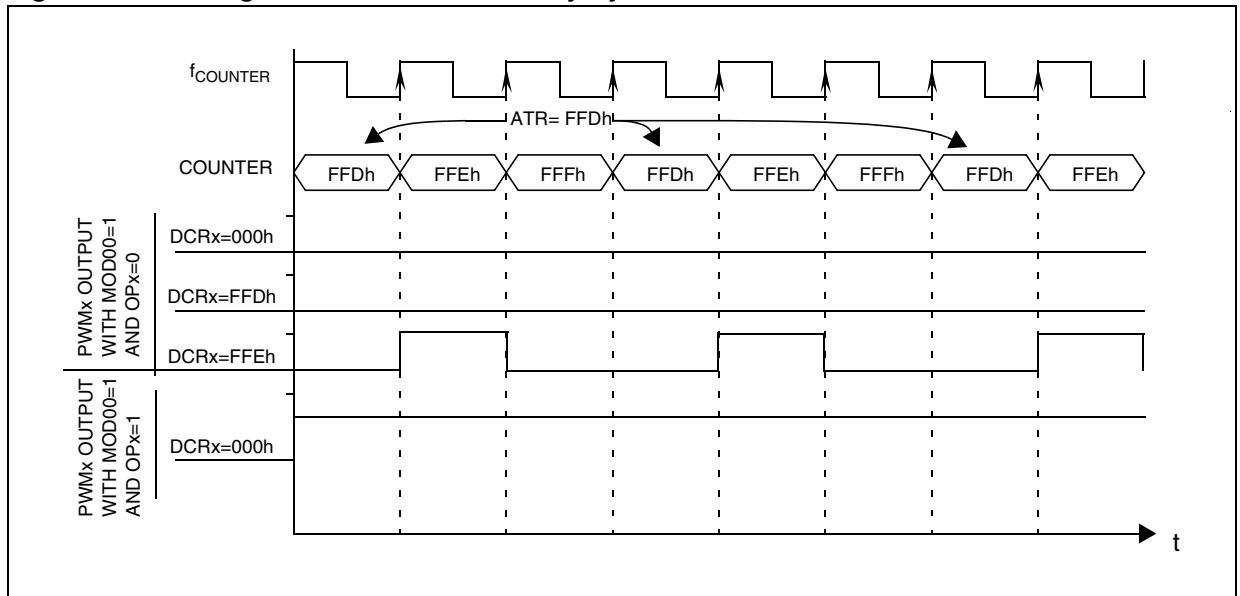 fCOUNTER
ATR= FFDh
COUNTER
FFDh FFEh FFFh FFDh FFEh FFFh FFDh FFEh
PWMx OUTPUT
WITH MOD00=1
AND OPx=0
DCRx=000h
DCRx=FFDh
DCRx=FFEh
PWMx OUTPUT
WITH MOD00=1
AND OPx=1
DCRx=000h
t